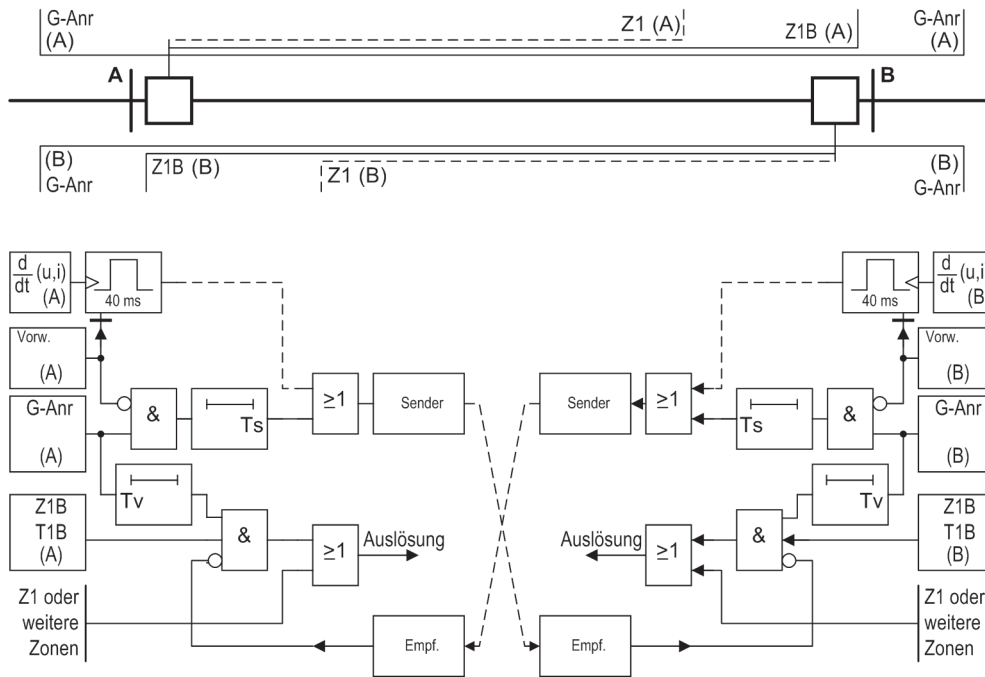 G-Anr
(A)
Z1 (A)
Z1B (A)
G-Anr
(A)
A
B
(B)
G-Anr
Z1B (B)
Z1 (B)
(B)
G-Anr
d
dt
(u,i)
(A)
40 ms
40 ms
d
dt
(u,i)
(B
Vorw.
(A)
Vorw.
(B)
G-Anr
(A)
&
Ts
≥1
Sender
Sender
≥1
Ts
&
G-Anr
(B)
Tv
Tv
Z1B
T1B
(A)
&
≥1
Auslösung
Auslösung
≥1
&
Z1B
T1B
(B)
Z1 oder
weitere
Zonen
Empf.
Empf.
Z1 oder
weitere
Zonen